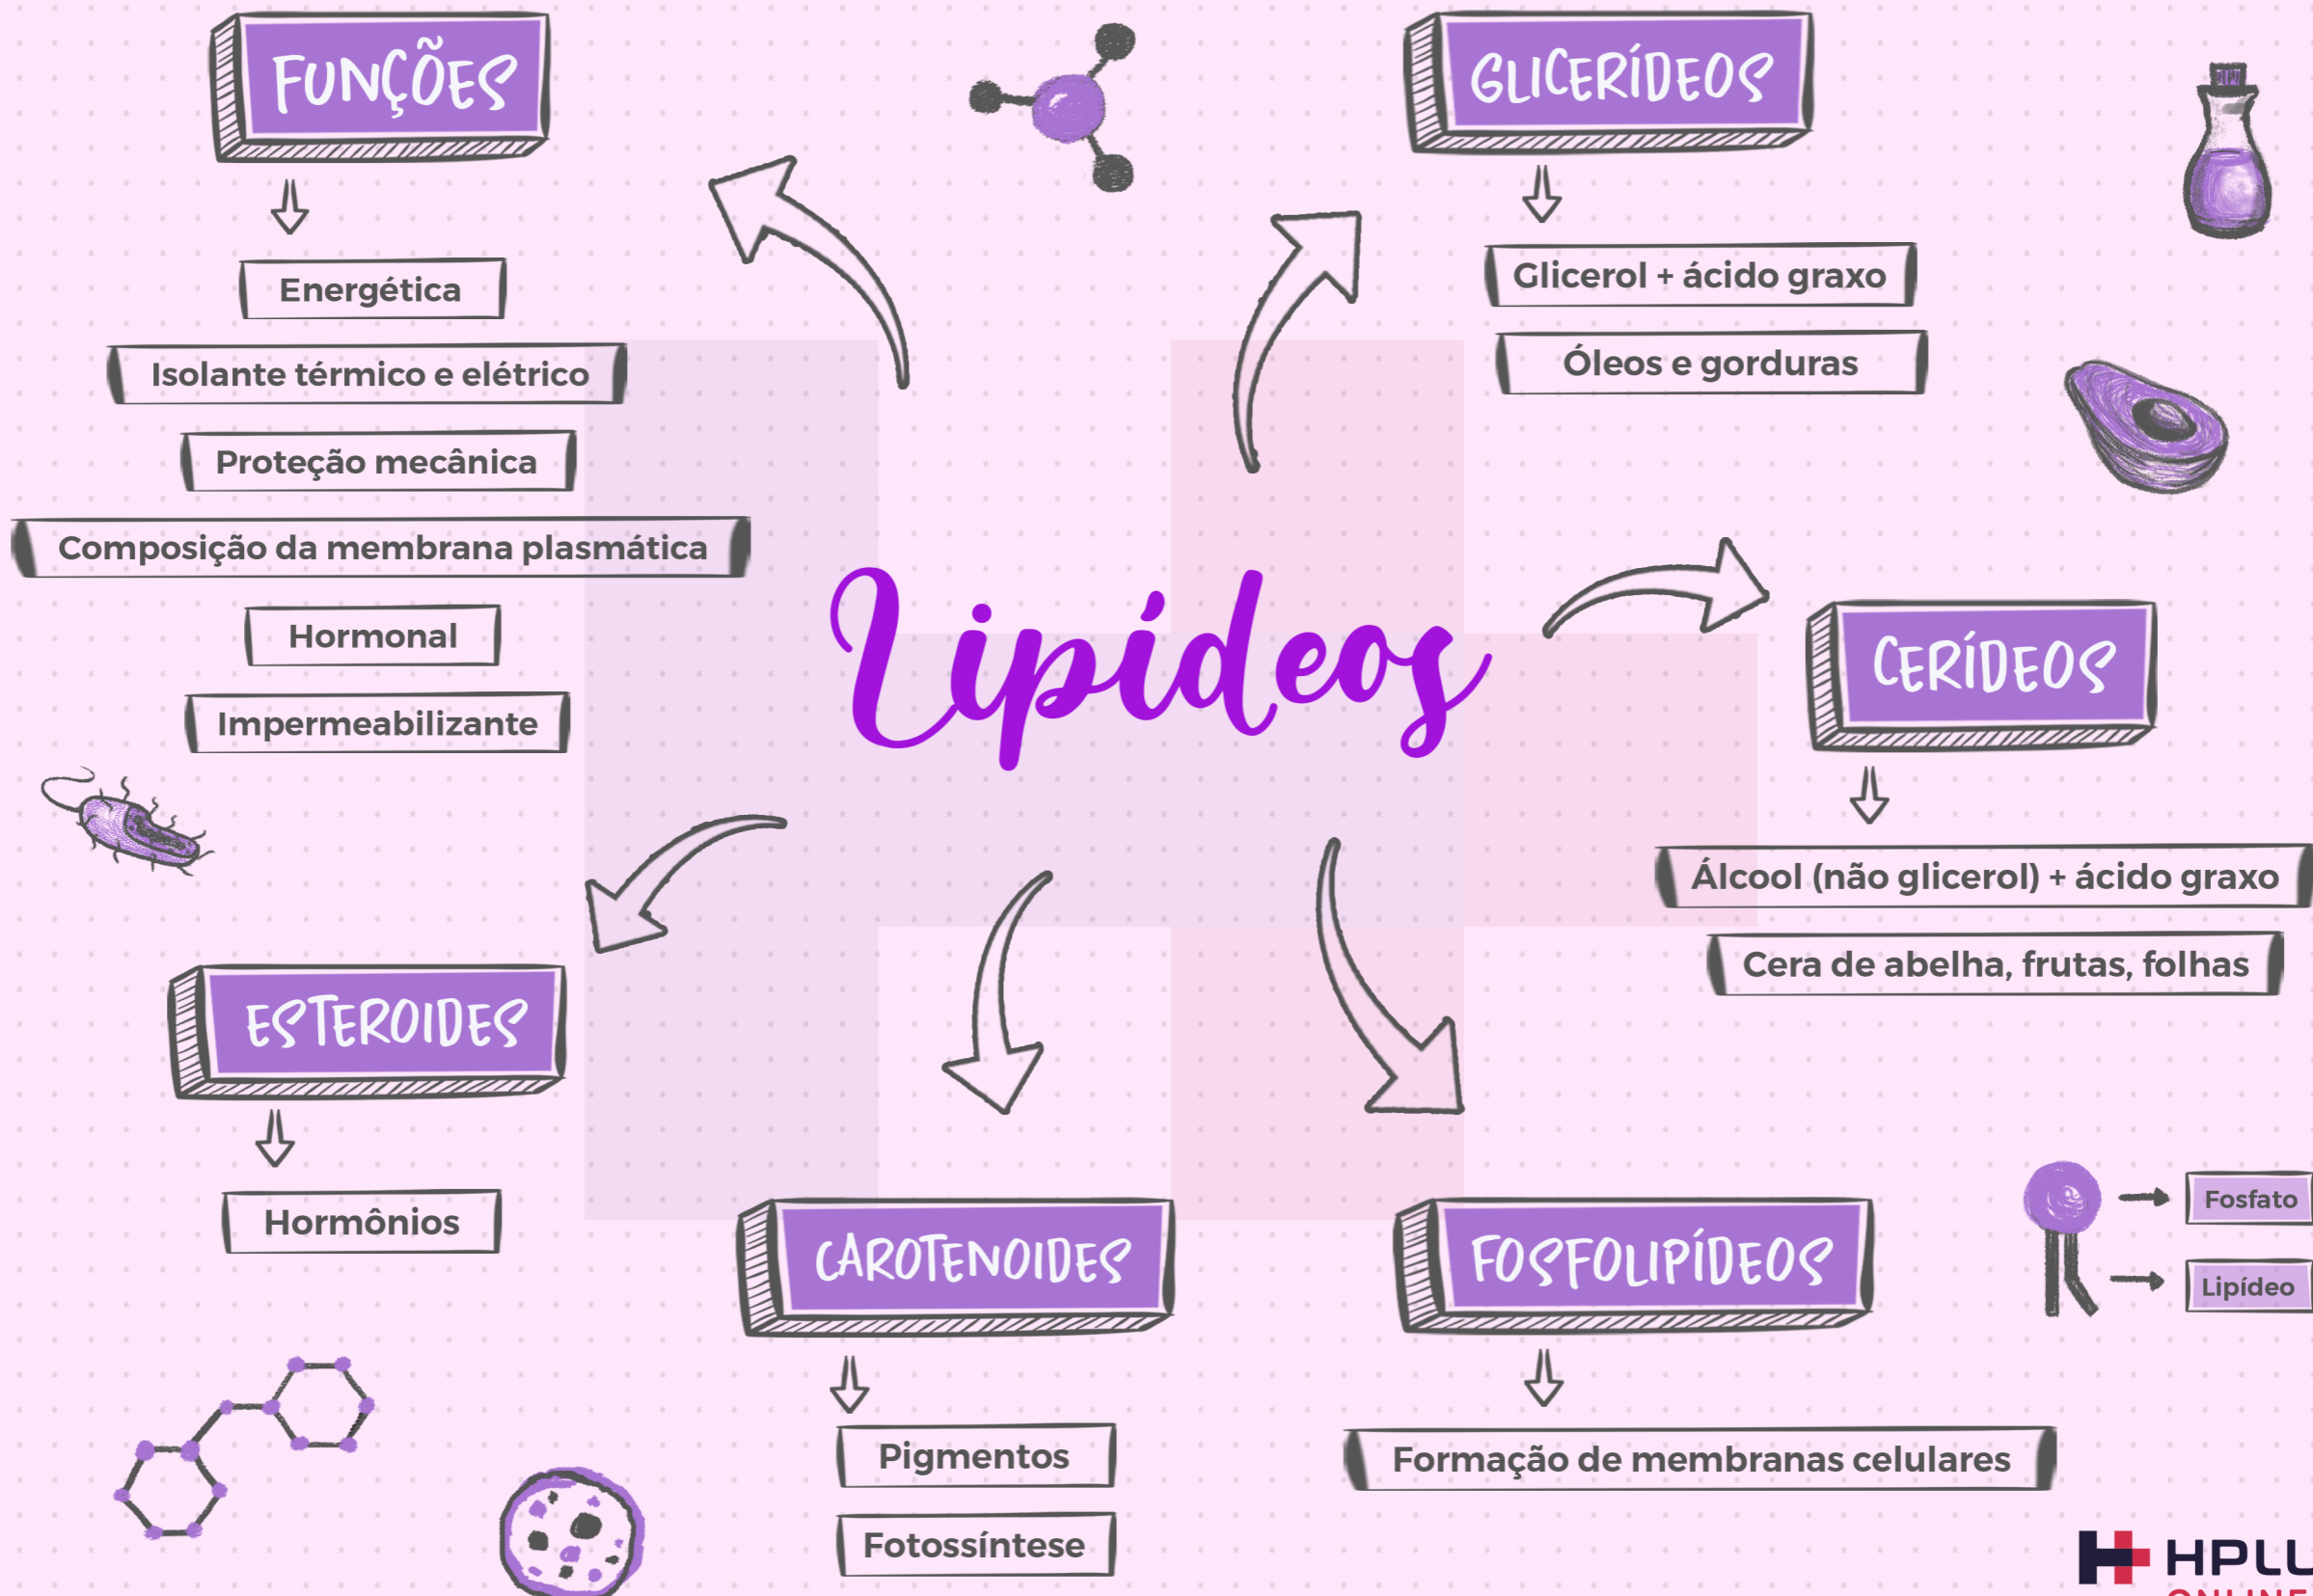 FUNÇÕES
Energética
Isolante térmico e elétrico
Proteção mecânica
Composição da membrana plasmática
Hormonal
Impermeabilizante
GLICERÍDEOS
Glicerol + ácido graxo
Óleos e gorduras
Lipídeos
CERÍDEOS
Álcool (não glicerol) + ácido graxo
Cera de abelha, frutas, folhas
ESTEROIDES
Hormônios
CAROTENOIDES
Pigmentos
Fotossíntese
FOSFOLIPÍDEOS
Formação de membranas celulares
Fosfato
Lipídeo